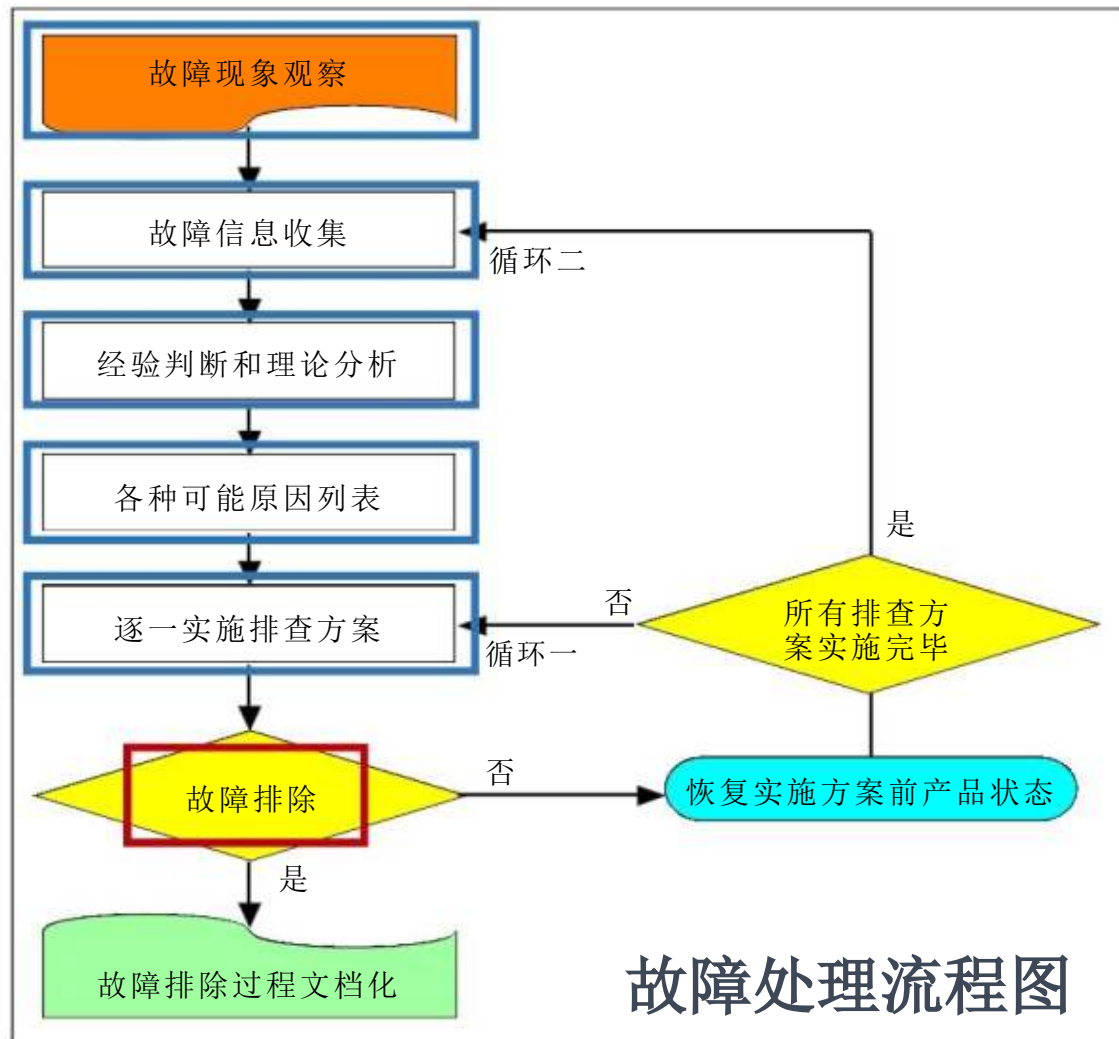 故障现象观察
故障信息收集
循环二
经验判断和理论分析
各种可能原因列表
是
逐一实施排查方案
否
循环一
所有排查方
案实施完毕
故障排除
否
恢复实施方案前产品状态
是
故障排除过程文档化
故障处理流程图